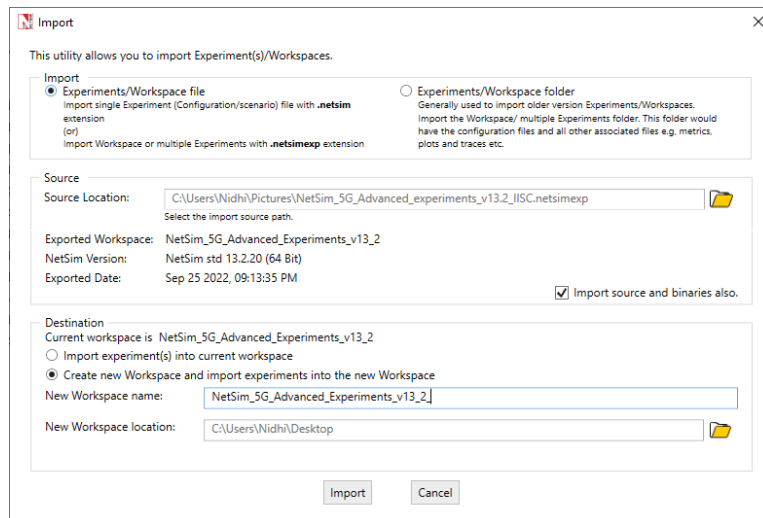 Import
This utility allows you to import Experiment(s)/Workspaces.
Import
Experiments/Workspace file
Import single Experiment (Configuration/scenario) file with .netsim
extension
(or)
Import Workspace or multiple Experiments with .netsimexp extension
Experiments/Workspace folder
Generally used to import older version Experiments/Workspaces.
Import the Workspace/ multiple Experiments folder. This folder would
have the configuration files and all other associated files e.g. metrics,
plots and traces etc.
Source
Source Location: C:\Users\Nidhi\Pictures\NetSim_5G_Advanced_experiments_v13.2_IISC.netsimexp
Select the import source path.
Exported Workspace: NetSim_5G_Advanced_Experiments_v13_2
NetSim Version: NetSim std 13.2.20 (64 Bit)
Exported Date: Sep 25 2022, 09:13:35 PM
Import source and binaries also.
Destination
Current workspace is NetSim_5G_Advanced_Experiments_v13_2
Import experiment(s) into current workspace
Create new Workspace and import experiments into the new Workspace
New Workspace name: NetSim_5G_Advanced_Experiments_v13_2_
New Workspace location: C:\Users\Nidhi\Desktop
Import Cancel